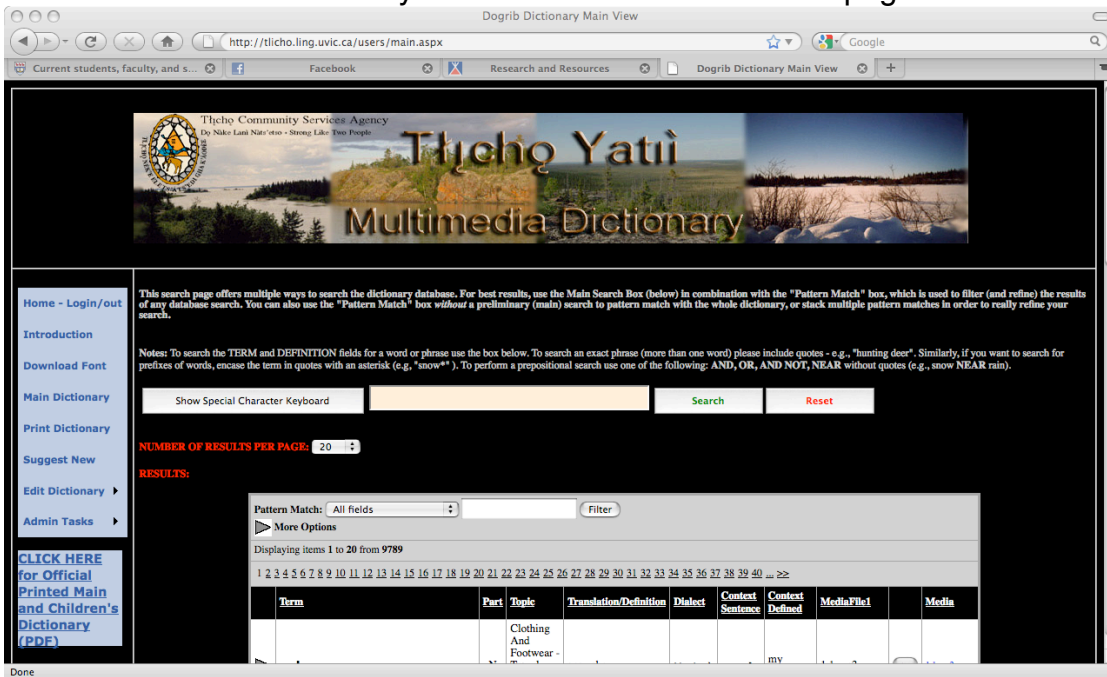 Dogrib Dictionary Main View
http://tlicho.ling.uvic.ca/users/main.aspx
Google
Current students, faculty, and s...
Facebook
Research and Resources
Dogrib Dictionary Main View
Tłı̨chǫ Community Services Agency
Dǫ Nàke Lanì Nàts'etso - Strong Like Two People
Tłı̨chǫ Yatıì
Multimedia Dictionary
Home - Login/out
Introduction
Download Font
Main Dictionary
Print Dictionary
Suggest New
Edit Dictionary
Admin Tasks
CLICK HERE
for Official
Printed Main
and Children's
Dictionary
(PDF)
This search page offers multiple ways to search the dictionary database. For best results, use the Main Search Box (below) in combination with the "Pattern Match" box, which is used to filter (and refine) the results
of any database search. You can also use the "Pattern Match" box without a preliminary (main) search to pattern match with the whole dictionary, or stack multiple pattern matches in order to really refine your
search.
Notes: To search the TERM and DEFINITION fields for a word or phrase use the box below. To search an exact phrase (more than one word) please include quotes - e.g., "hunting deer". Similarly, if you want to search for
prefixes of words, encase the term in quotes with an asterisk (e.g, "snow*" ). To perform a prepositional search use one of the following: AND, OR, AND NOT, NEAR without quotes (e.g., snow NEAR rain).
Show Special Character Keyboard
Search
Reset
NUMBER OF RESULTS PER PAGE: 20
RESULTS:
Pattern Match: All fields
Filter
More Options
Displaying items 1 to 20 from 9789
1 2 3 4 5 6 7 8 9 10 11 12 13 14 15 16 17 18 19 20 21 22 23 24 25 26 27 28 29 30 31 32 33 34 35 36 37 38 39 40 ... >>
Term Part Topic Translation/Definition Dialect Context Sentence Context Defined MediaFile1 Media
Clothing
And
Footwear -
my
Done